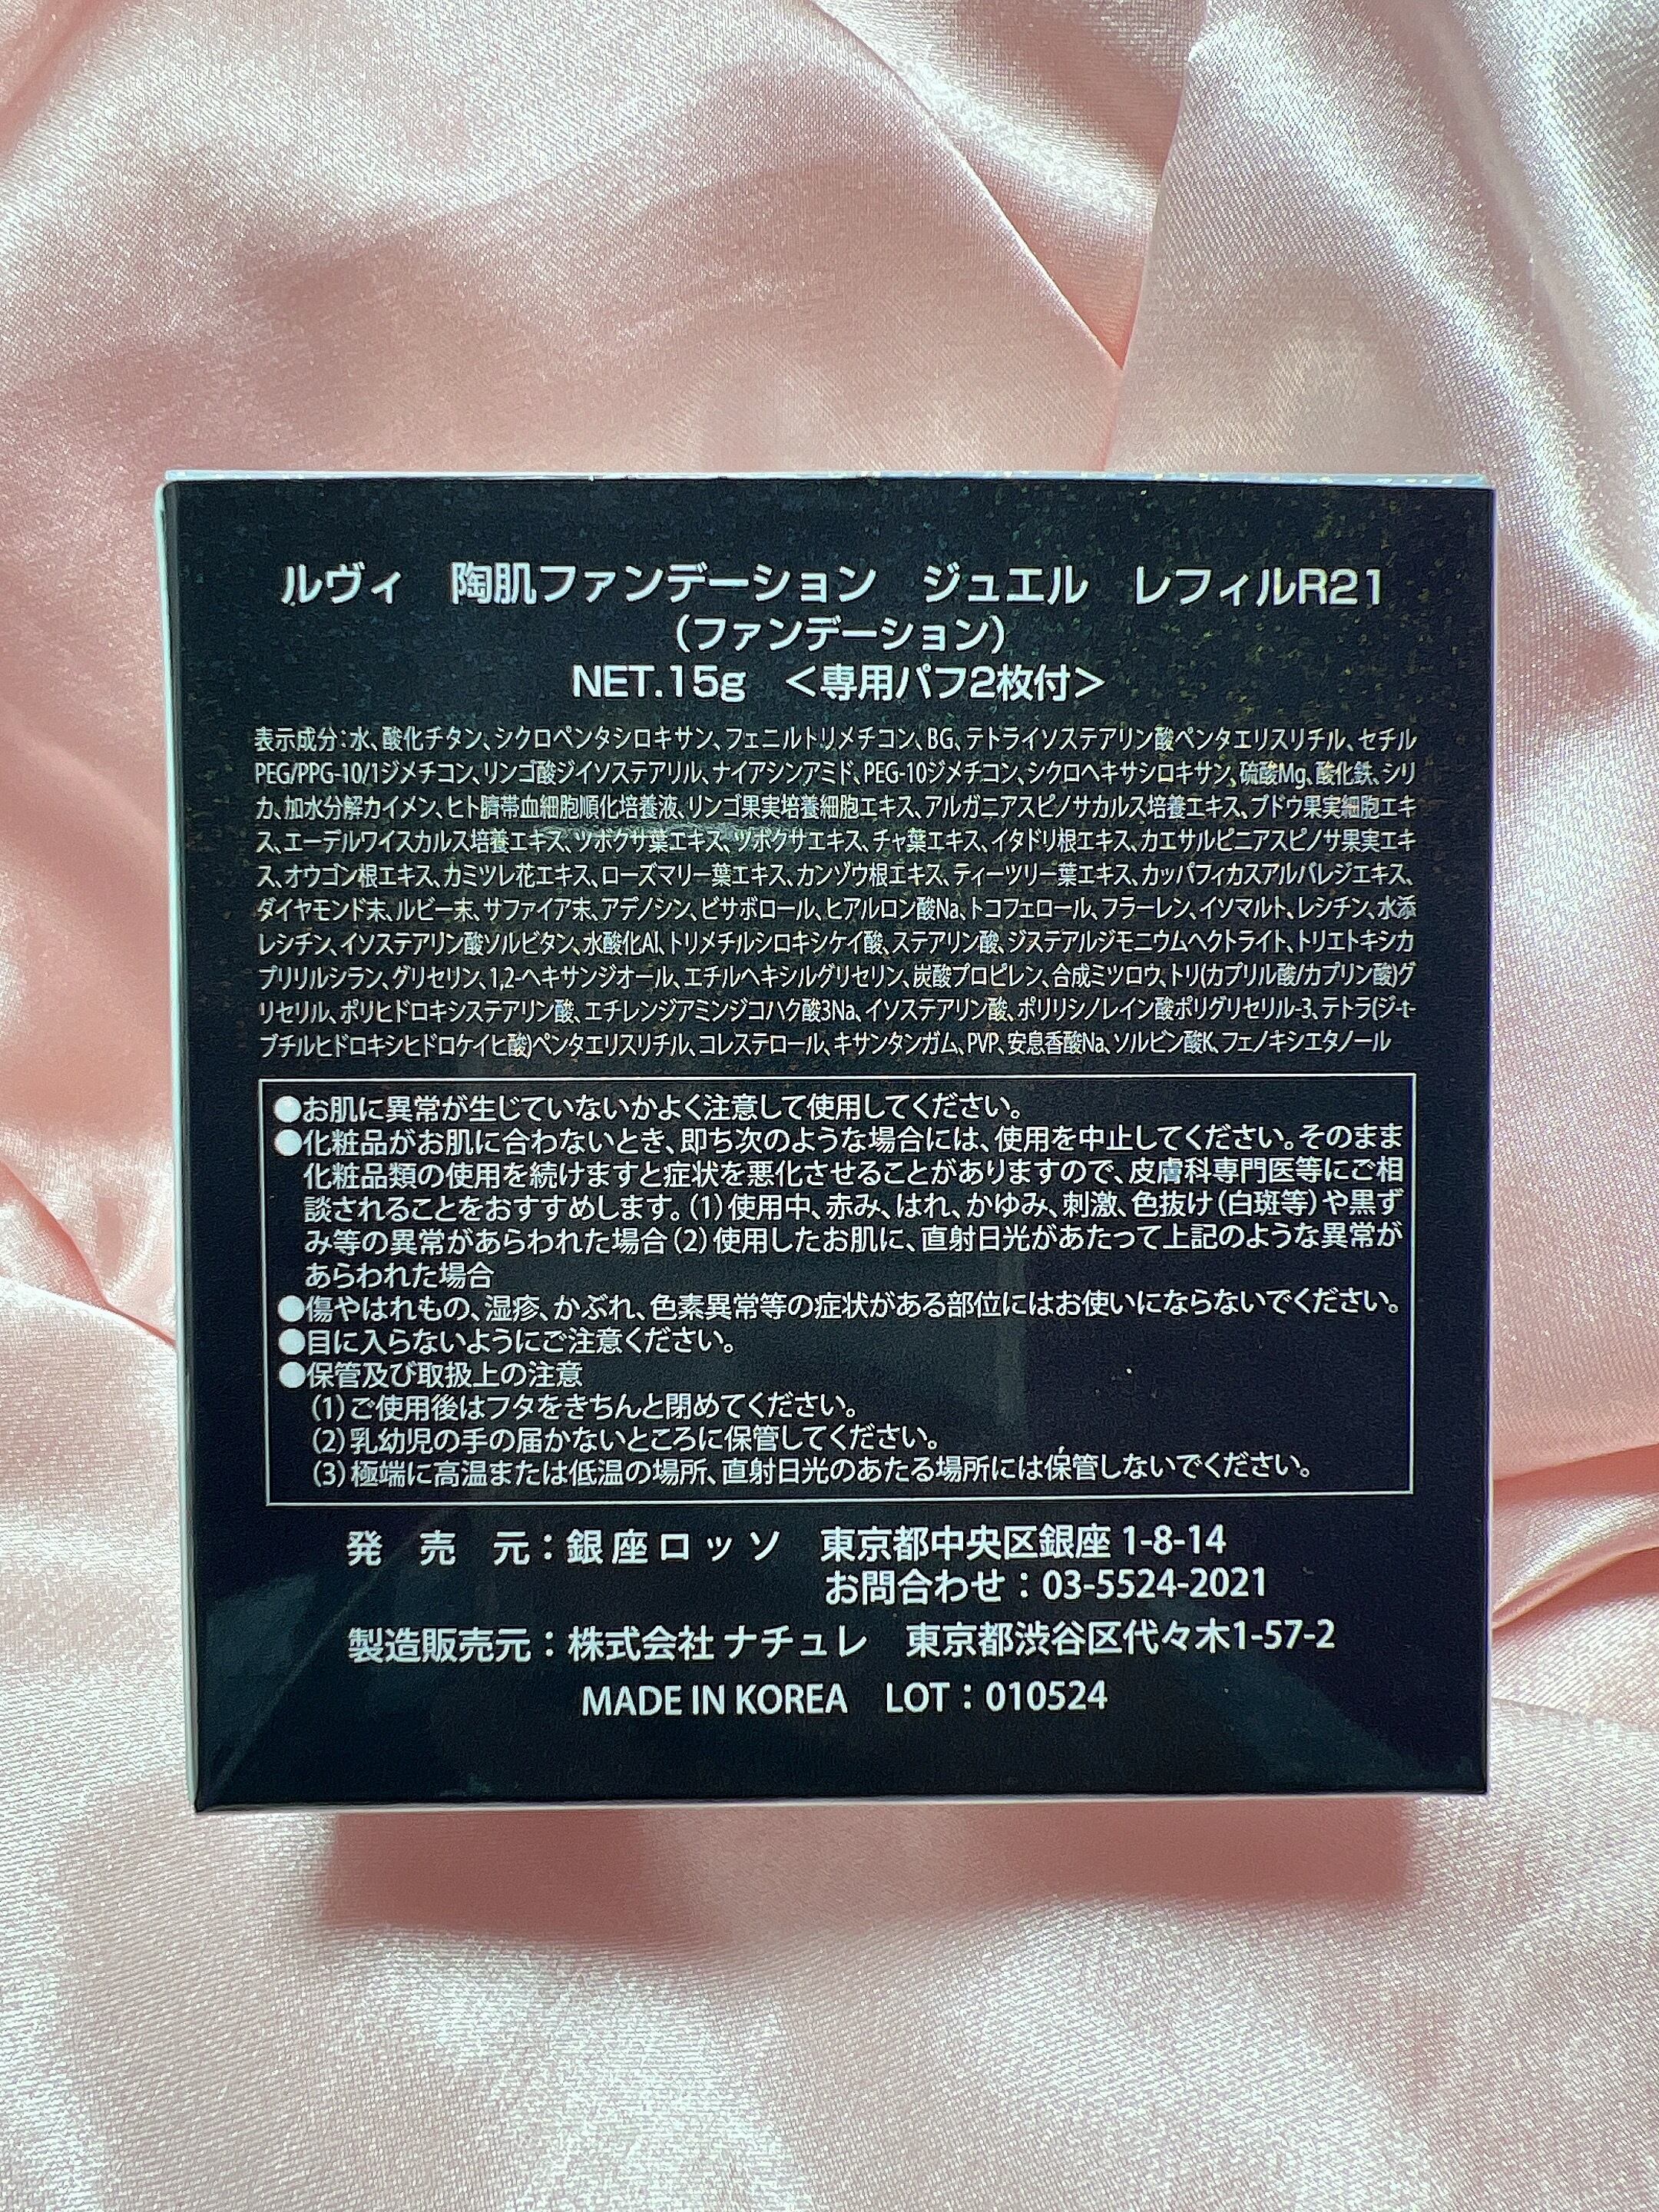 ルヴィ　陶肌ファンデーション　ジュエル　レフィルR21
（ファンデーション）
NET.15g　＜専用パフ2枚付＞
表示成分：水、酸化チタン、シクロペンタシロキサン、フェニルトリメチコン、BG、テトライソステアリン酸ペンタエリスリチル、セチル
PEG/PPG-10/1ジメチコン、リンゴ酸ジイソステアリル、ナイアシンアミド、PEG-10ジメチコン、シクロヘキサシロキサン、硫酸Mg、酸化鉄、シリ
カ、加水分解カイメン、ヒト臍帯血細胞順化培養液、リンゴ果実培養細胞エキス、アルガニアスピノサカルス培養エキス、ブドウ果実細胞エキ
ス、エーデルワイスカルス培養エキス、ツボクサ葉エキス、ツボクサエキス、チャ葉エキス、イタドリ根エキス、カエサルピニアスピノサ果実エキ
ス、オウゴン根エキス、カミツレ花エキス、ローズマリー葉エキス、カンゾウ根エキス、ティーツリー葉エキス、カッパフィカスアルバレジエキス、
ダイヤモンド末、ルビー末、サファイア末、アデノシン、ビサボロール、ヒアルロン酸Na、トコフェロール、フラーレン、イソマルト、レシチン、水添
レシチン、イソステアリン酸ソルビタン、水酸化Al、トリメチルシロキシケイ酸、ステアリン酸、ジステアルジモニウムヘクトライト、トリエトキシカ
プリリルシラン、グリセリン、1,2-ヘキサンジオール、エチルヘキシルグリセリン、炭酸プロピレン、合成ミツロウ、トリ(カプリル酸/カプリン酸)グ
リセリル、ポリヒドロキシステアリン酸、エチレンジアミンジコハク酸3Na、イソステアリン酸、ポリリシノレイン酸ポリグリセリル-3、テトラ(ジ-t-
ブチルヒドロキシヒドロケイヒ酸)ペンタエリスリチル、コレステロール、キサンタンガム、PVP、安息香酸Na、ソルビン酸K、フェノキシエタノール
●お肌に異常が生じていないかよく注意して使用してください。
●化粧品がお肌に合わないとき、即ち次のような場合には、使用を中止してください。そのまま
化粧品類の使用を続けますと症状を悪化させることがありますので、皮膚科専門医等にご相
談されることをおすすめします。（1）使用中、赤み、はれ、かゆみ、刺激、色抜け（白斑等）や黒ず
み等の異常があらわれた場合（2）使用したお肌に、直射日光があたって上記のような異常が
あらわれた場合
●傷やはれもの、湿疹、かぶれ、色素異常等の症状がある部位にはお使いにならないでください。
●目に入らないようにご注意ください。
●保管及び取扱上の注意
（1）ご使用後はフタをきちんと閉めてください。
（2）乳幼児の手の届かないところに保管してください。
（3）極端に高温または低温の場所、直射日光のあたる場所には保管しないでください。
発　売　元：銀座ロッソ　東京都中央区銀座 1-8-14
お問合わせ：03-5524-2021
製造販売元：株式会社ナチュレ　東京都渋谷区代々木1-57-2
MADE IN KOREA　LOT：010524